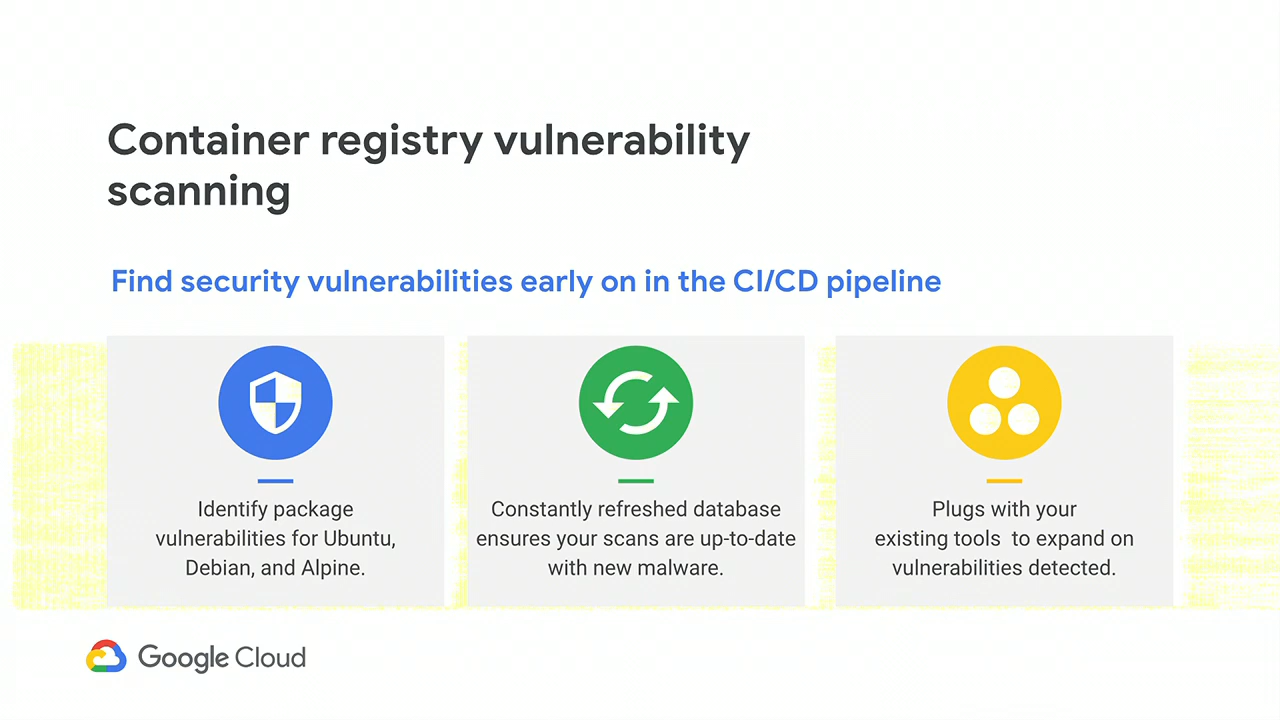 Container registry vulnerability
scanning
Find security vulnerabilities early on in the CI/CD pipeline
Identify package
vulnerabilities for Ubuntu,
Debian, and Alpine.
Constantly refreshed database
ensures your scans are up-to-date
with new malware.
Plugs with your
existing tools to expand on
vulnerabilities detected.
Google Cloud